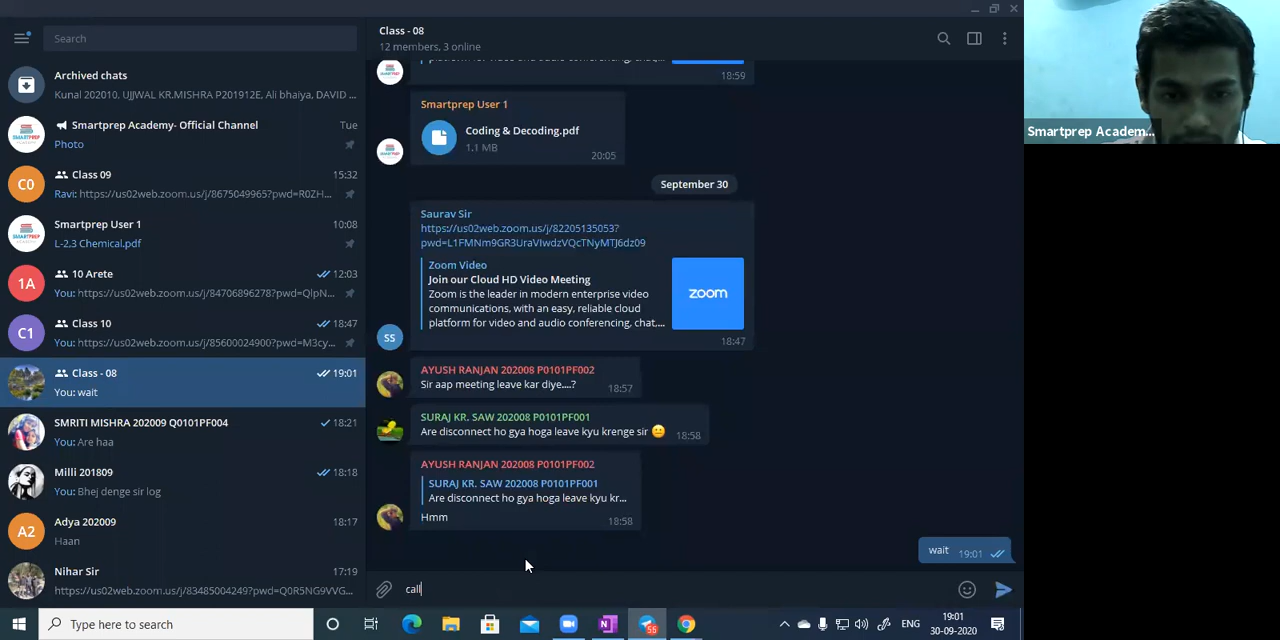 Search
Archived chats
Kunal 202010, UJJWAL KR.MISHRA P201912E, Ali bhaiya, DAVID ...
Smartprep Academy- Official Channel
Tue
Photo
C0
Class 09
15:32
Ravi: https://us02web.zoom.us/j/8675049965?pwd=R0ZH...
Smartprep User 1
10:08
L-2.3 Chemical.pdf
1A
10 Arete
12:03
You: https://us02web.zoom.us/j/84706896278?pwd=QlpN...
C1
Class 10
18:47
You: https://us02web.zoom.us/j/85600024900?pwd=M3cy...
Class - 08
19:01
You: wait
SMRITI MISHRA 202009 Q0101PF004
18:21
You: Are haa
Milli 201809
18:18
You: Bhej denge sir log
A2
Adya 202009
18:17
Haan
Nihar Sir
17:19
https://us02web.zoom.us/j/83485004249?pwd=Q0R5NG9VVG...
Class - 08
12 members, 3 online
18:59
Smartprep User 1
Coding & Decoding.pdf
1.1 MB
20:05
September 30
Saurav Sir
https://us02web.zoom.us/j/82205135053?
pwd=L1FMNm9GR3UraVIwdzVQcTNyMTJ6dz09
Zoom Video
Join our Cloud HD Video Meeting
Zoom is the leader in modern enterprise video
communications, with an easy, reliable cloud
platform for video and audio conferencing, chat,...
zoom
SS
18:47
AYUSH RANJAN 202008 P0101PF002
Sir aap meeting leave kar diye....?
18:57
SURAJ KR. SAW 202008 P0101PF001
Are disconnect ho gya hoga leave kyu krenge sir
18:58
AYUSH RANJAN 202008 P0101PF002
SURAJ KR. SAW 202008 P0101PF001
Are disconnect ho gya hoga leave kyu kr...
Hmm
18:58
wait
19:01
call
Smartprep Academ...
Type here to search
55
ENG
19:01
30-09-2020